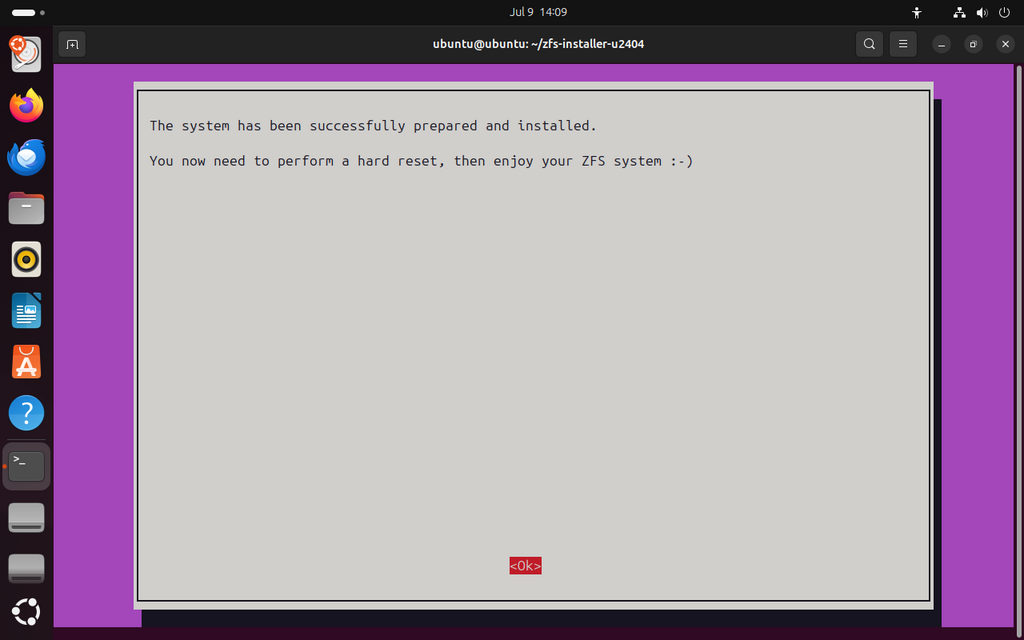 Jul 9 14:09
ubuntu@ubuntu: ~/zfs-installer-u2404
The system has been successfully prepared and installed.
You now need to perform a hard reset, then enjoy your ZFS system :-)
<Ok>